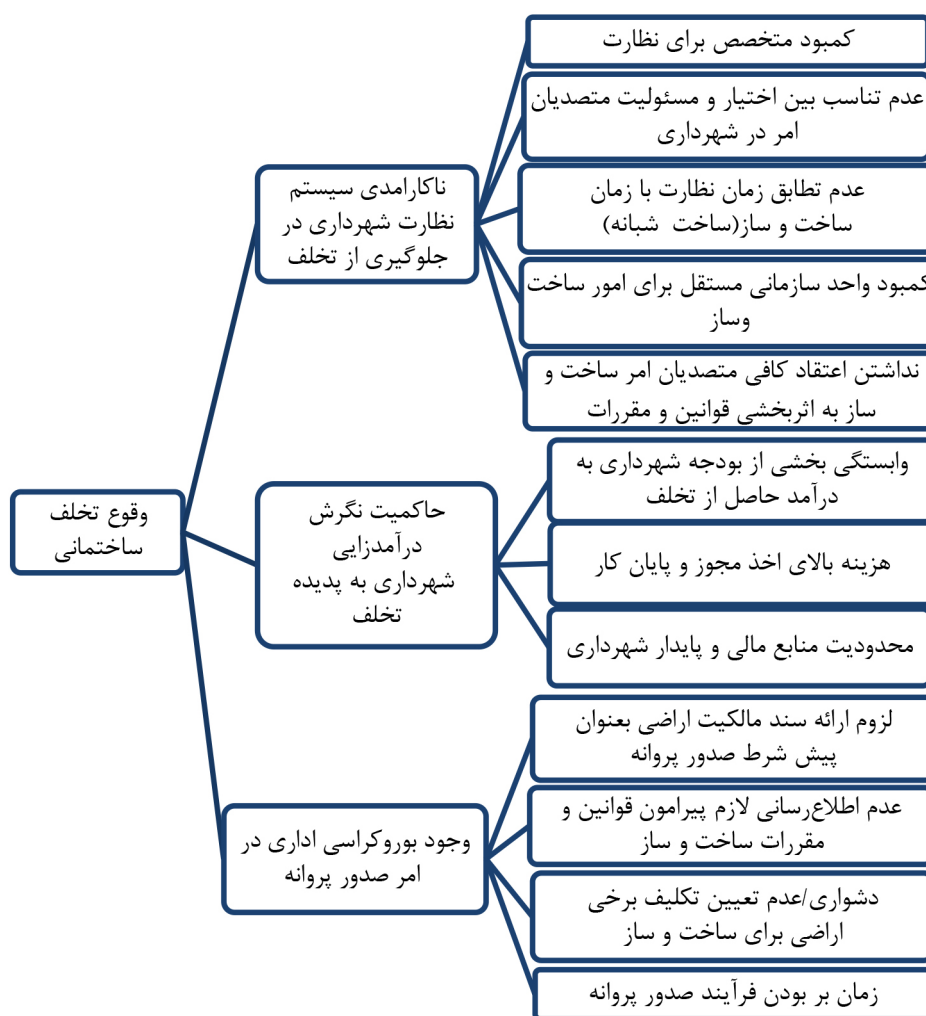 کمبود متخصص برای نظارت
عدم تناسب بین اختیار و مسئولیت متصدیان
امر در شهرداری
عدم تطابق زمان نظارت با زمان
ساخت و ساز(ساخت شبانه)
کمبود واحد سازمانی مستقل برای امور ساخت
وساز
نداشتن اعتقاد کافی متصدیان امر ساخت و
ساز به اثربخشی قوانین و مقررات
ناکارامدی سیستم
نظارت شهرداری در
جلوگیری از تخلف
وابستگی بخشی از بودجه شهرداری به
درآمد حاصل از تخلف
هزینه بالای اخذ مجوز و پایان کار
محدودیت منابع مالی و پایدار شهرداری
حاکمیت نگرش
درآمدزایی
شهرداری به پدیده
تخلف
وقوع تخلف
ساختمانی
لزوم ارائه سند مالکیت اراضی بعنوان
پیش شرط صدور پروانه
عدم اطلاع‌رسانی لازم پیرامون قوانین و
مقررات ساخت و ساز
دشواری/عدم تعیین تکلیف برخی
اراضی برای ساخت و ساز
زمان بر بودن فرآیند صدور پروانه
وجود بوروکراسی اداری در
امر صدور پروانه